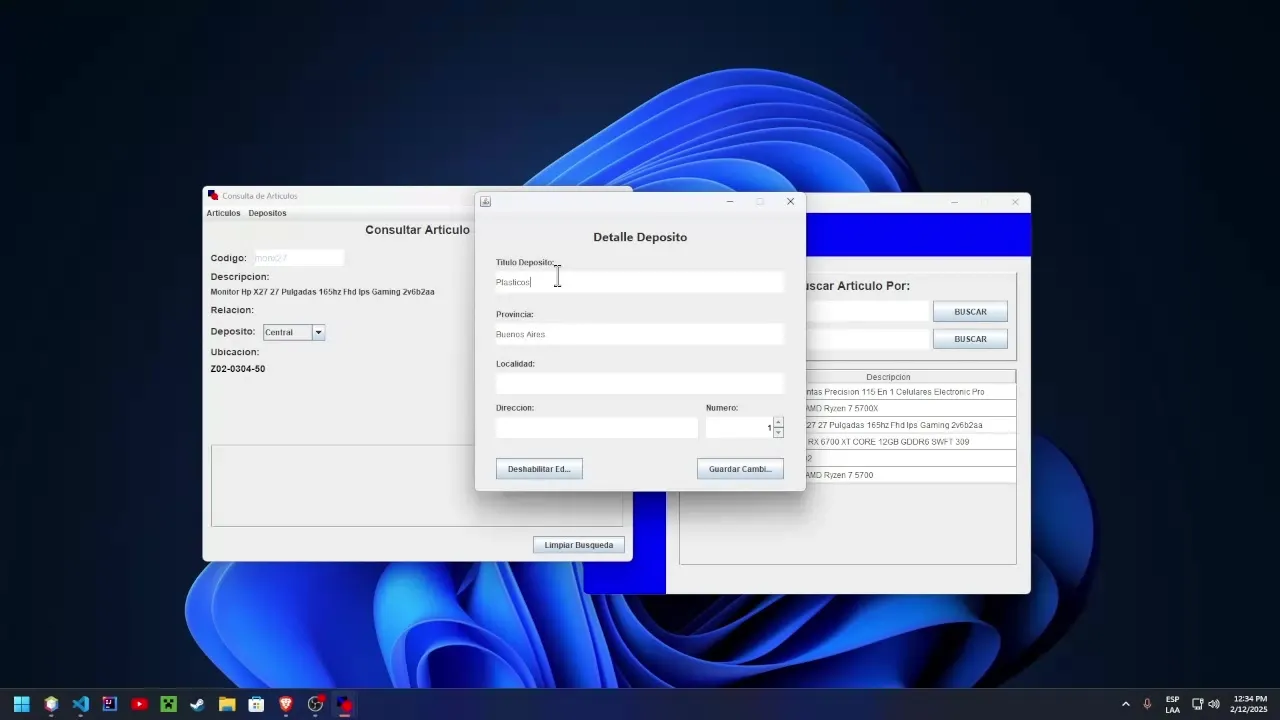 Consulta de Articulos
Articulos Depositos
Consultar Articulo
Codigo: monx27
Descripcion:
Monitor Hp X27 27 Pulgadas 165hz Fhd Ips Gaming 2v6b2aa
Relacion:
Deposito: Central
Ubicacion:
Z02-0304-50
Limpiar Busqueda
Detalle Deposito
Titulo Deposito:
Plasticos
Provincia:
Buenos Aires
Localidad:
Direccion: Numero:
1
Deshabilitar Ed... Guardar Cambi...
uscar Articulo Por:
BUSCAR
BUSCAR
Descripcion
ntas Precision 115 En 1 Celulares Electronic Pro
AMD Ryzen 7 5700X
27 27 Pulgadas 165hz Fhd Ips Gaming 2v6b2aa
RX 6700 XT CORE 12GB GDDR6 SWFT 309
AMD Ryzen 7 5700
ESP
LAA
12:34 PM
2/12/2025